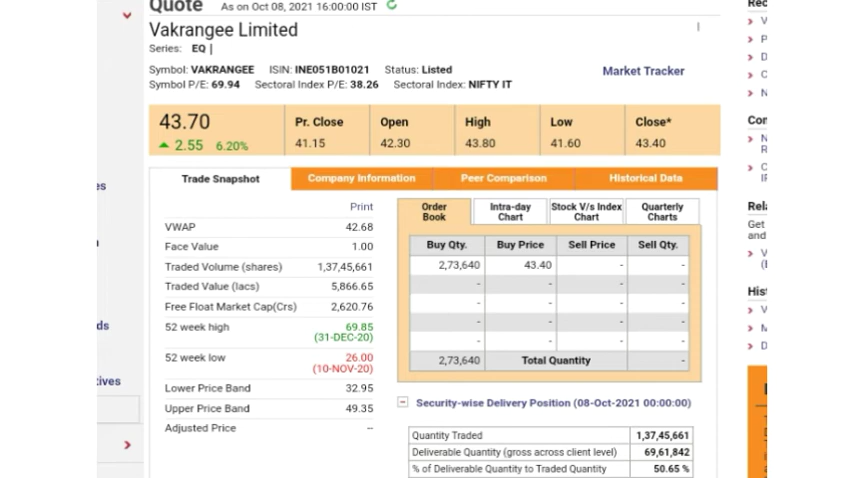 Quote As on Oct 08, 2021 16:00:00 IST
Vakrangee Limited
Series: EQ |
Symbol: VAKRANGEE ISIN: INE051B01021 Status: Listed
Symbol P/E: 69.94 Sectoral Index P/E: 38.26 Sectoral Index: NIFTY IT
Market Tracker
43.70 Pr. Close Open High Low Close*
2.55 6.20% 41.15 42.30 43.80 41.60 43.40
Trade Snapshot Company Information Peer Comparison Historical Data
Print
VWAP 42.68
Face Value 1.00
Traded Volume (shares) 1,37,45,661
Traded Value (lacs) 5,866.65
Free Float Market Cap(Crs) 2,620.76
52 week high 69.85
(31-DEC-20)
52 week low 26.00
(10-NOV-20)
Lower Price Band 32.95
Upper Price Band 49.35
Adjusted Price --
Order Book
Intra-day Chart
Stock V/s Index Chart
Quarterly Charts
Buy Qty. Buy Price Sell Price Sell Qty.
2,73,640 43.40 - -
- - - -
- - - -
- - - -
- - - -
2,73,640 Total Quantity -
Security-wise Delivery Position (08-Oct-2021 00:00:00)
Quantity Traded 1,37,45,661
Deliverable Quantity (gross across client level) 69,61,842
% of Deliverable Quantity to Traded Quantity 50.65 %
Get
and